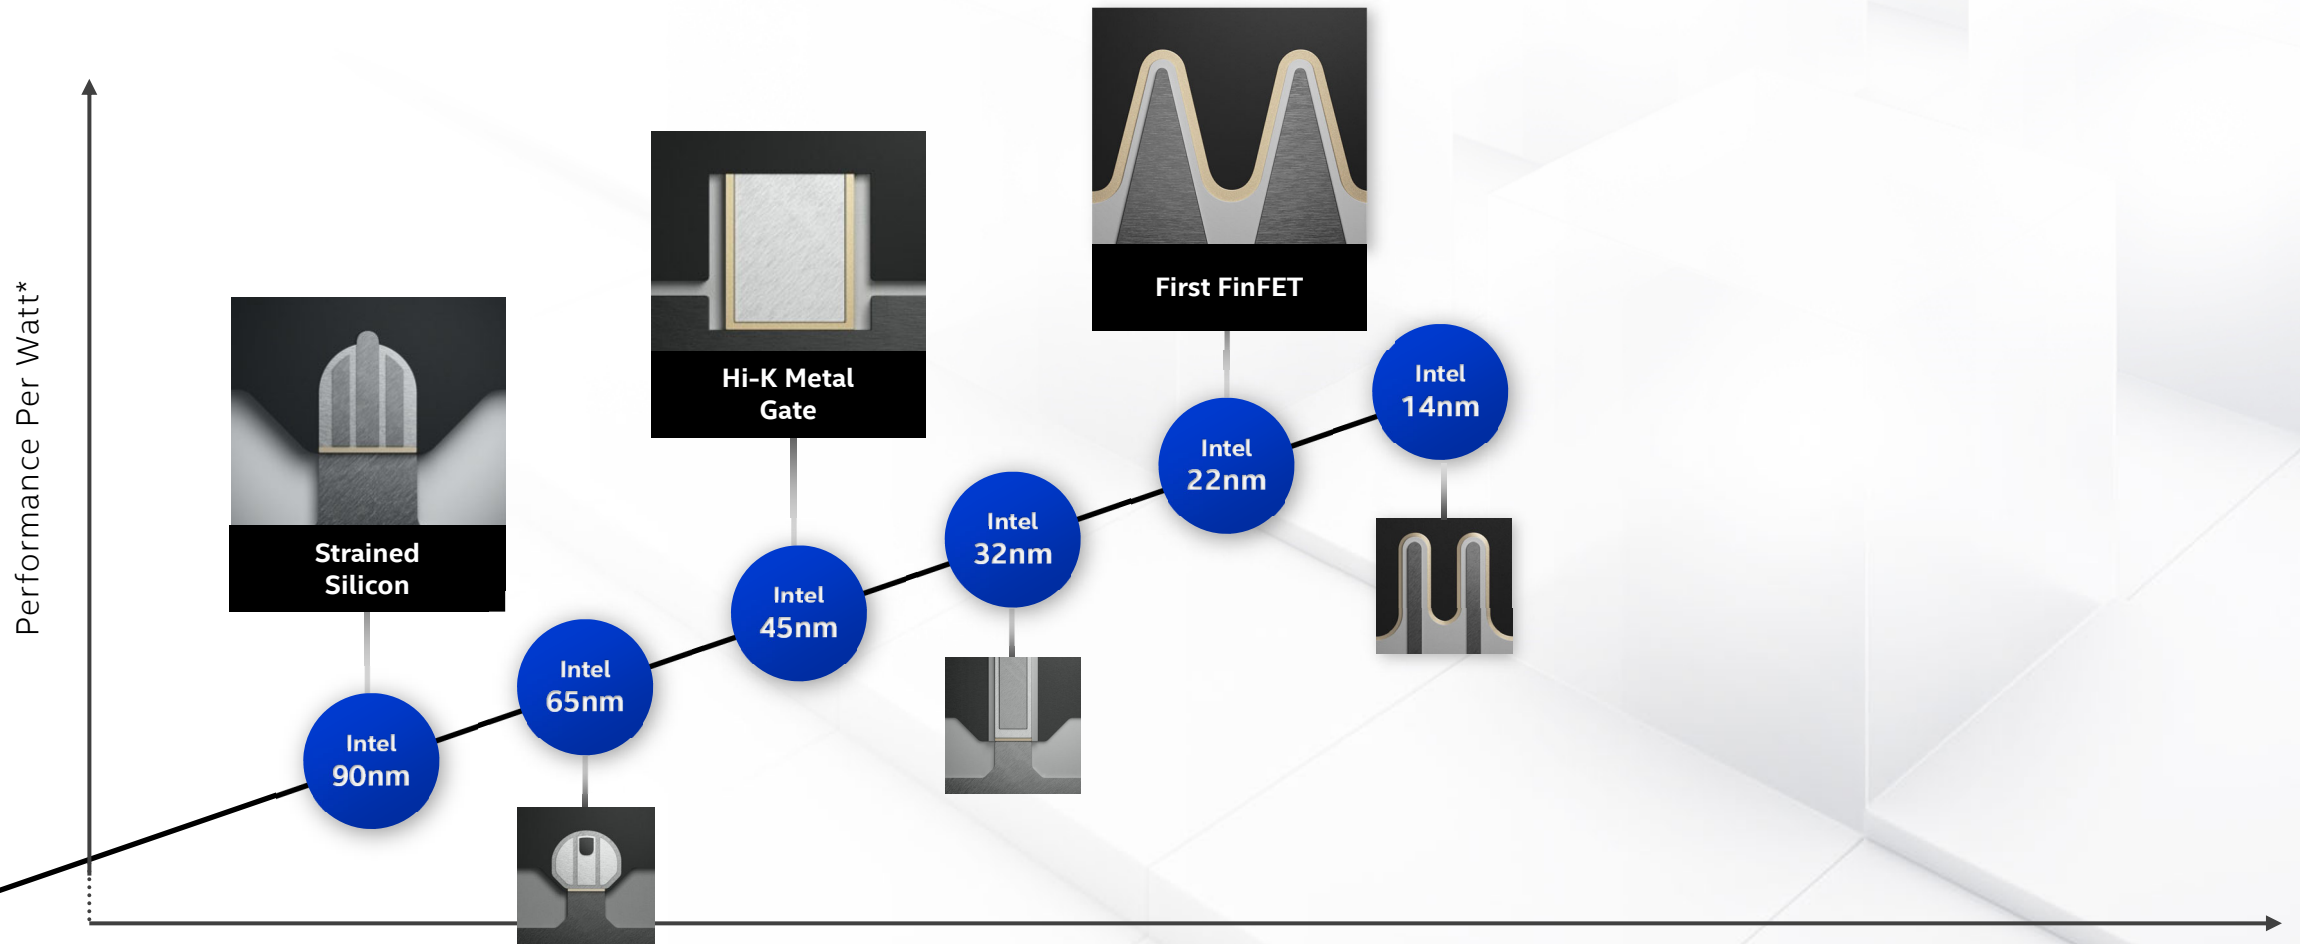 Performance Per Watt*
Strained
Silicon
Intel
90nm
Intel
65nm
Hi-K Metal
Gate
Intel
45nm
Intel
32nm
First FinFET
Intel
22nm
Intel
14nm